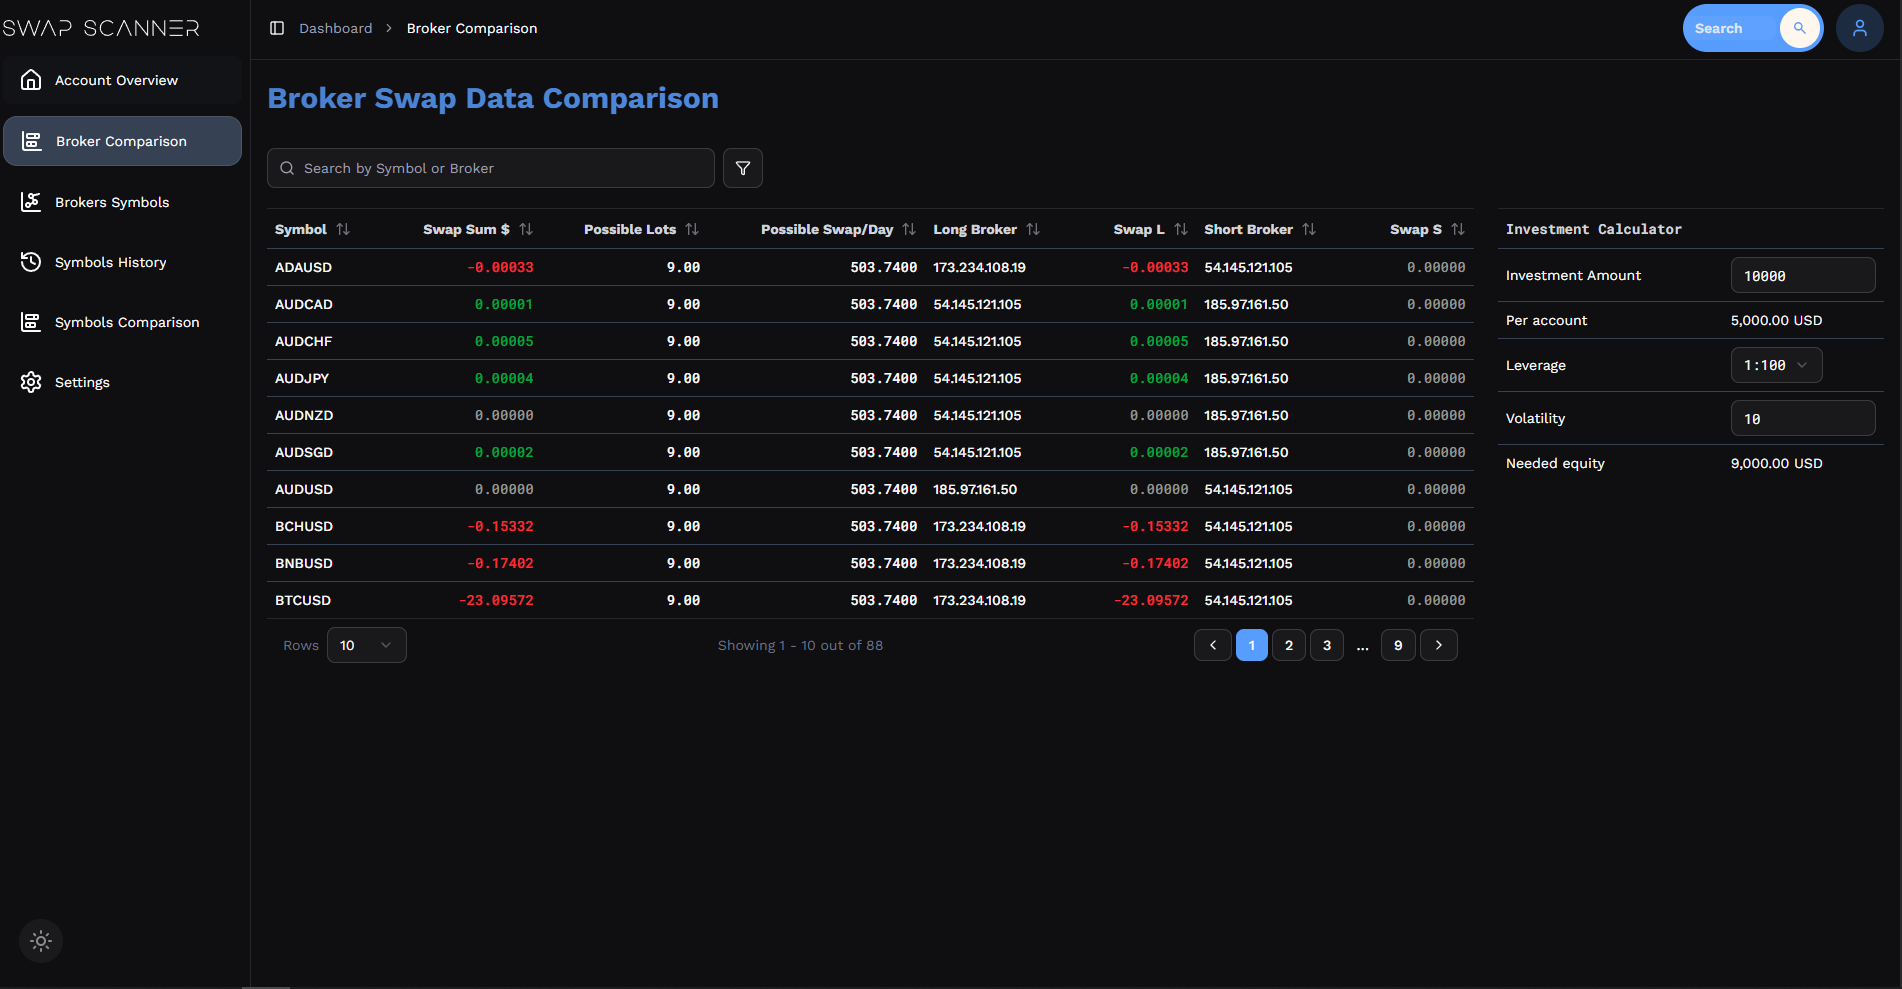 SWAP SCANNER
Dashboard > Broker Comparison
Search
Account Overview
Broker Comparison
Brokers Symbols
Symbols History
Symbols Comparison
Settings
Broker Swap Data Comparison
Search by Symbol or Broker
Symbol Swap Sum $ Possible Lots Possible Swap/Day Long Broker Swap L Short Broker Swap S
ADAUSD -0.00033 9.00 503.7400 173.234.108.19 -0.00033 54.145.121.105 0.00000
AUDCAD 0.00001 9.00 503.7400 54.145.121.105 0.00001 185.97.161.50 0.00000
AUDCHF 0.00005 9.00 503.7400 54.145.121.105 0.00005 185.97.161.50 0.00000
AUDJPY 0.00004 9.00 503.7400 54.145.121.105 0.00004 185.97.161.50 0.00000
AUDNZD 0.00000 9.00 503.7400 54.145.121.105 0.00000 185.97.161.50 0.00000
AUDSGD 0.00002 9.00 503.7400 54.145.121.105 0.00002 185.97.161.50 0.00000
AUDUSD 0.00000 9.00 503.7400 185.97.161.50 0.00000 54.145.121.105 0.00000
BCHUSD -0.15332 9.00 503.7400 173.234.108.19 -0.15332 54.145.121.105 0.00000
BNBUSD -0.17402 9.00 503.7400 173.234.108.19 -0.17402 54.145.121.105 0.00000
BTCUSD -23.09572 9.00 503.7400 173.234.108.19 -23.09572 54.145.121.105 0.00000
Rows 10 Showing 1 - 10 out of 88 1 2 3 ... 9
Investment Calculator
Investment Amount 10000
Per account 5,000.00 USD
Leverage 1:100
Volatility 10
Needed equity 9,000.00 USD